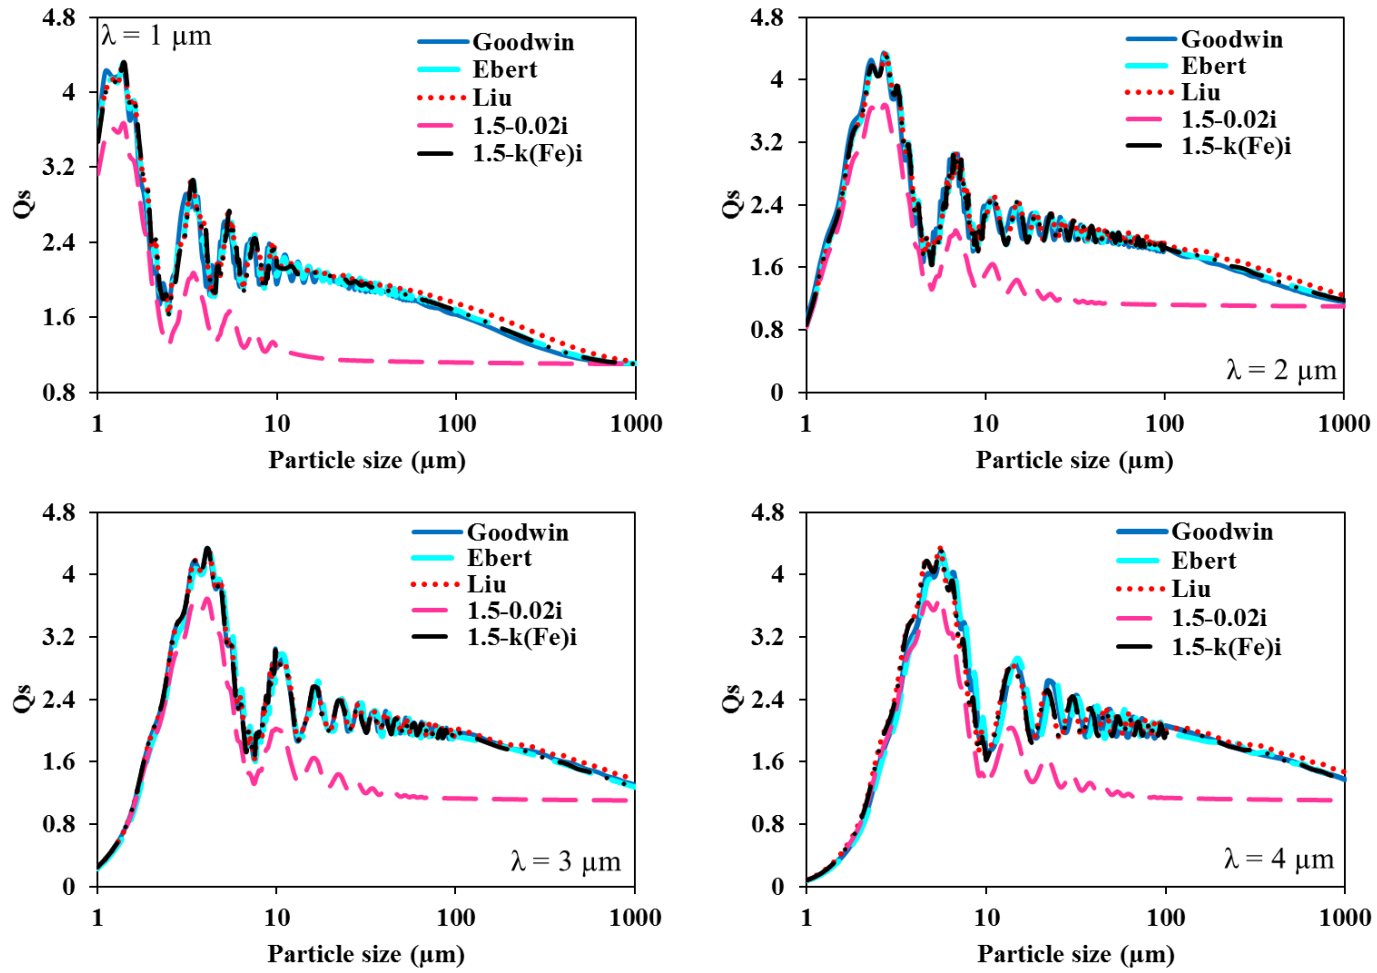 λ = 1 µm
4.8
4
3.2
2.4
1.6
0.8
Qs
1
10
100
1000
Particle size (µm)
Goodwin
Ebert
Liu
1.5-0.02i
1.5-k(Fe)i
4.8
4
3.2
2.4
1.6
0.8
0
Qs
1
10
100
1000
Particle size (µm)
Goodwin
Ebert
Liu
1.5-0.02i
1.5-k(Fe)i
λ = 2 µm
4.8
4
3.2
2.4
1.6
0.8
0
Qs
1
10
100
1000
Particle size (µm)
Goodwin
Ebert
Liu
1.5-0.02i
1.5-k(Fe)i
λ = 3 µm
4.8
4
3.2
2.4
1.6
0.8
0
Qs
1
10
100
1000
Particle size (µm)
Goodwin
Ebert
Liu
1.5-0.02i
1.5-k(Fe)i
λ = 4 µm